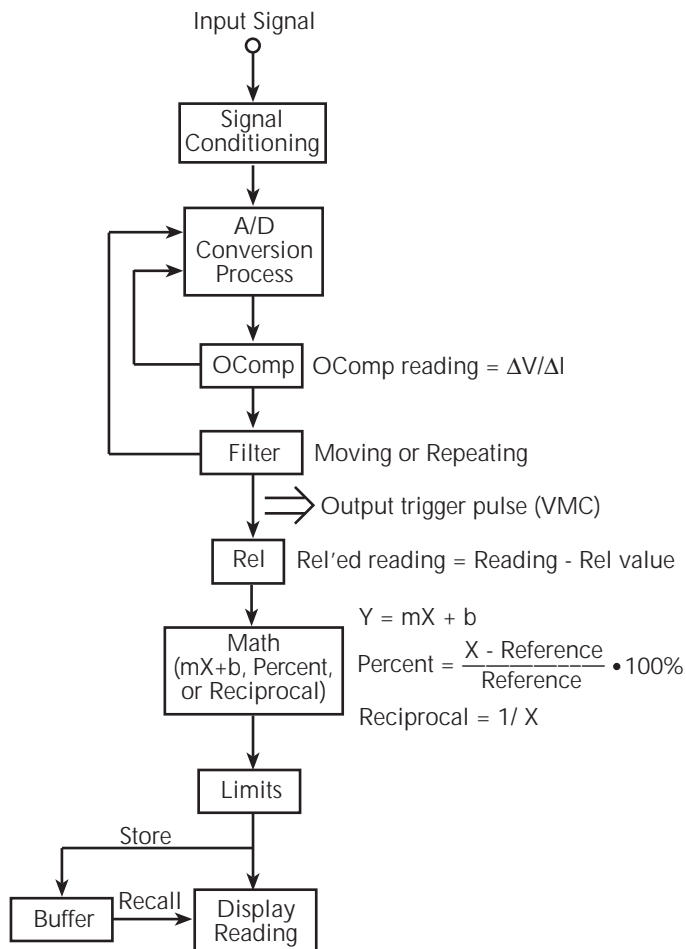 Input Signal
Signal
Conditioning
A/D
Conversion
Process
OComp
OComp reading = ΔV/ΔI
Filter
Moving or Repeating
Output trigger pulse (VMC)
Rel
Rel'ed reading = Reading - Rel value
Math
(mX+b, Percent,
or Reciprocal)
Y = mX + b
Percent = X - Reference
Reference
• 100%
Reciprocal = 1/ X
Limits
Store
Buffer
Recall
Display
Reading